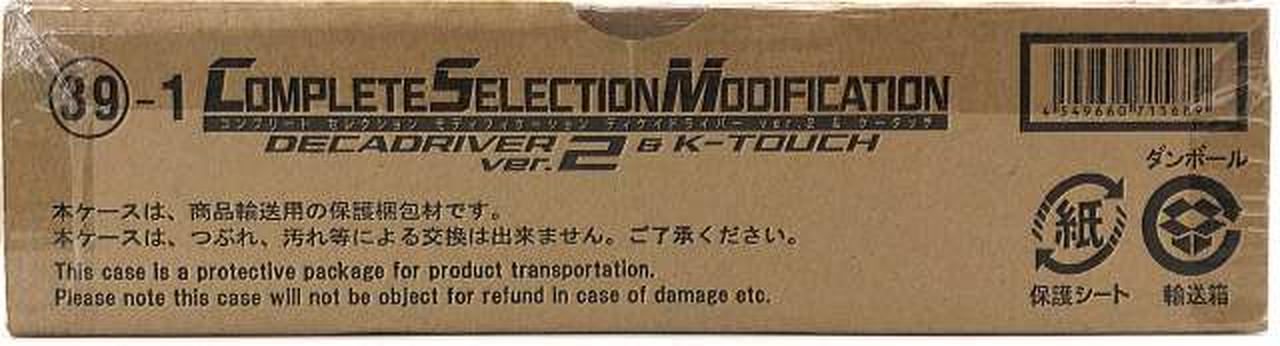 39-1 COMPLETE SELECTION MODIFICATION
コンプリート セレクション モディフィケーション ディケイドライバー ver.2 & ケータッチ
DECADRIVER ver.2 & K-TOUCH
本ケースは、商品輸送用の保護梱包材です。
本ケースは、つぶれ、汚れ等による交換は出来ません。ご了承ください。
This case is a protective package for product transportation.
Please note this case will not be object for refund in case of damage etc.
4 549660 713689
ダンボール
紙
保護シート
輸送箱